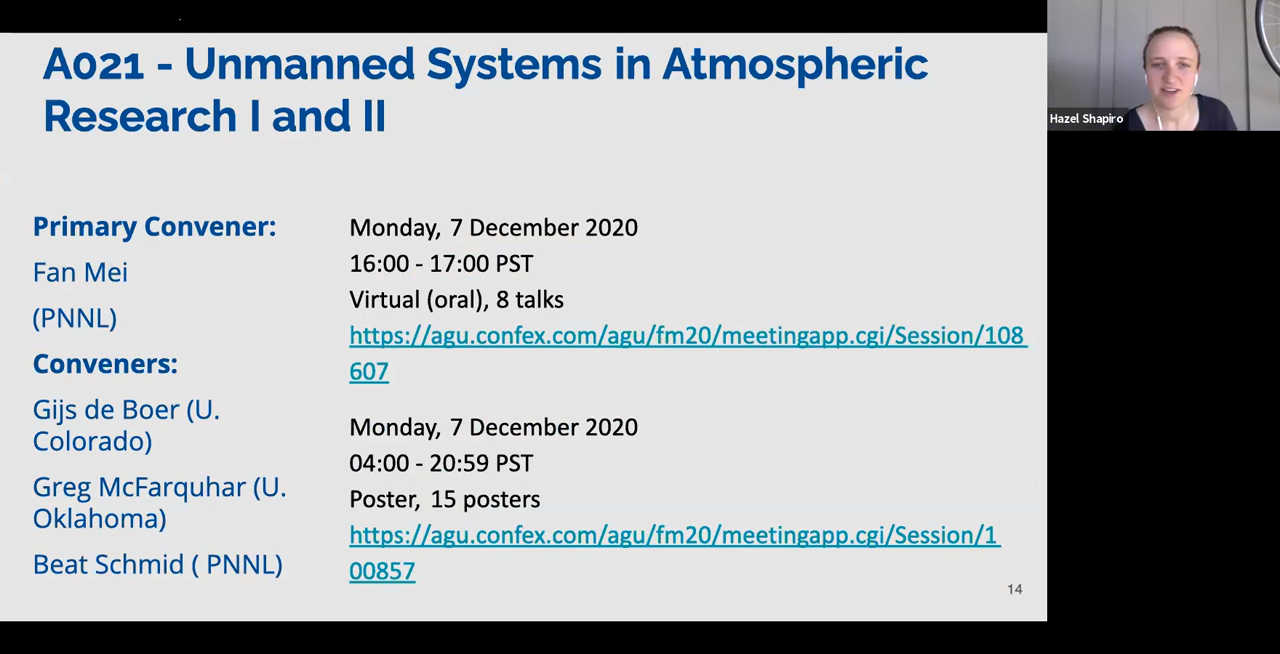 A021 - Unmanned Systems in Atmospheric
Research I and II
Primary Convener:
Fan Mei
(PNNL)
Conveners:
Gijs de Boer (U.
Colorado)
Greg McFarquhar (U.
Oklahoma)
Beat Schmid ( PNNL)
Monday, 7 December 2020
16:00 - 17:00 PST
Virtual (oral), 8 talks
https://agu.confex.com/agu/fm20/meetingapp.cgi/Session/108
607
Monday, 7 December 2020
04:00 - 20:59 PST
Poster, 15 posters
https://agu.confex.com/agu/fm20/meetingapp.cgi/Session/1
00857
14
Hazel Shapiro